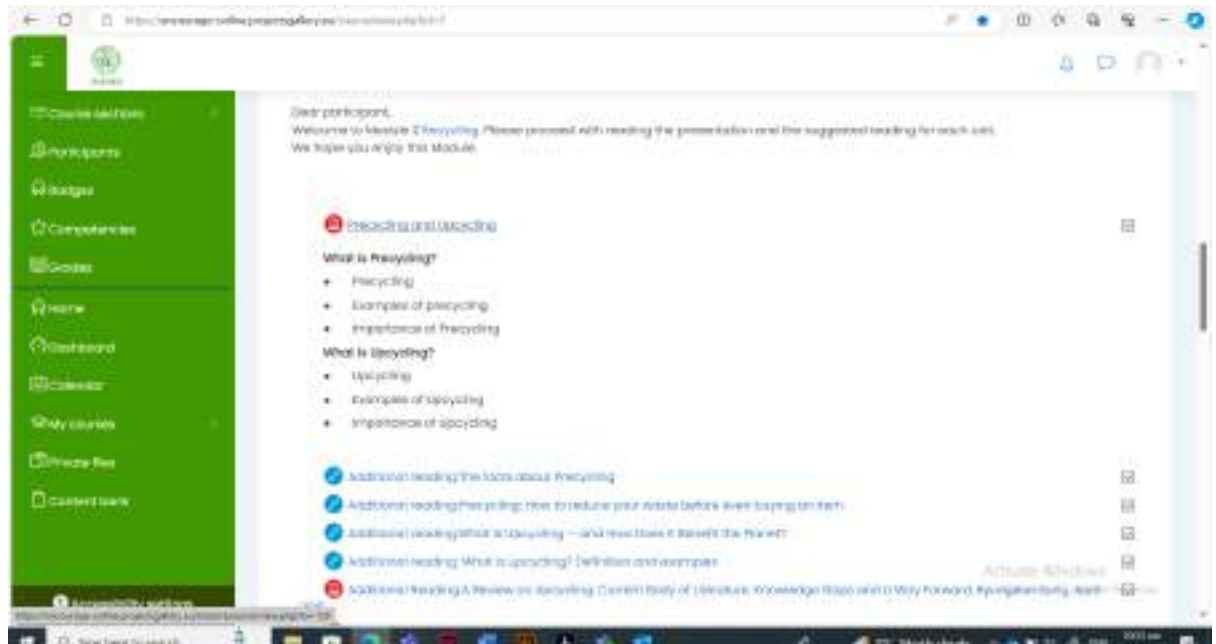 Course sections
Participants
Badges
Competencies
Grades
Home
Dashboard
Calendar
My courses
Private files
Content bank
Accessibility settings
Dear participant,
Welcome to Module 2 Please proceed with reading the presentation and the suggested reading for each unit.
We hope you enjoy this Module.
Precycling and Upcycling
What is Precycling?
Precycling
Examples of precycling
Importance of Precycling
What is Upcycling?
Upcycling
Examples of Upcycling
Importance of Upcycling
Additional reading The facts about Precycling
Additional reading Precycling: How to reduce your waste before even buying an item
Additional reading What Is Upcycling — and How Does It Benefit the Planet?
Additional reading: What is upcycling? Definition and examples
Additional Reading A Review on Upcycling: Current Body of Literature, Knowledge Gaps and a Way Forward, Kyungeun Sung,
Activate Windows